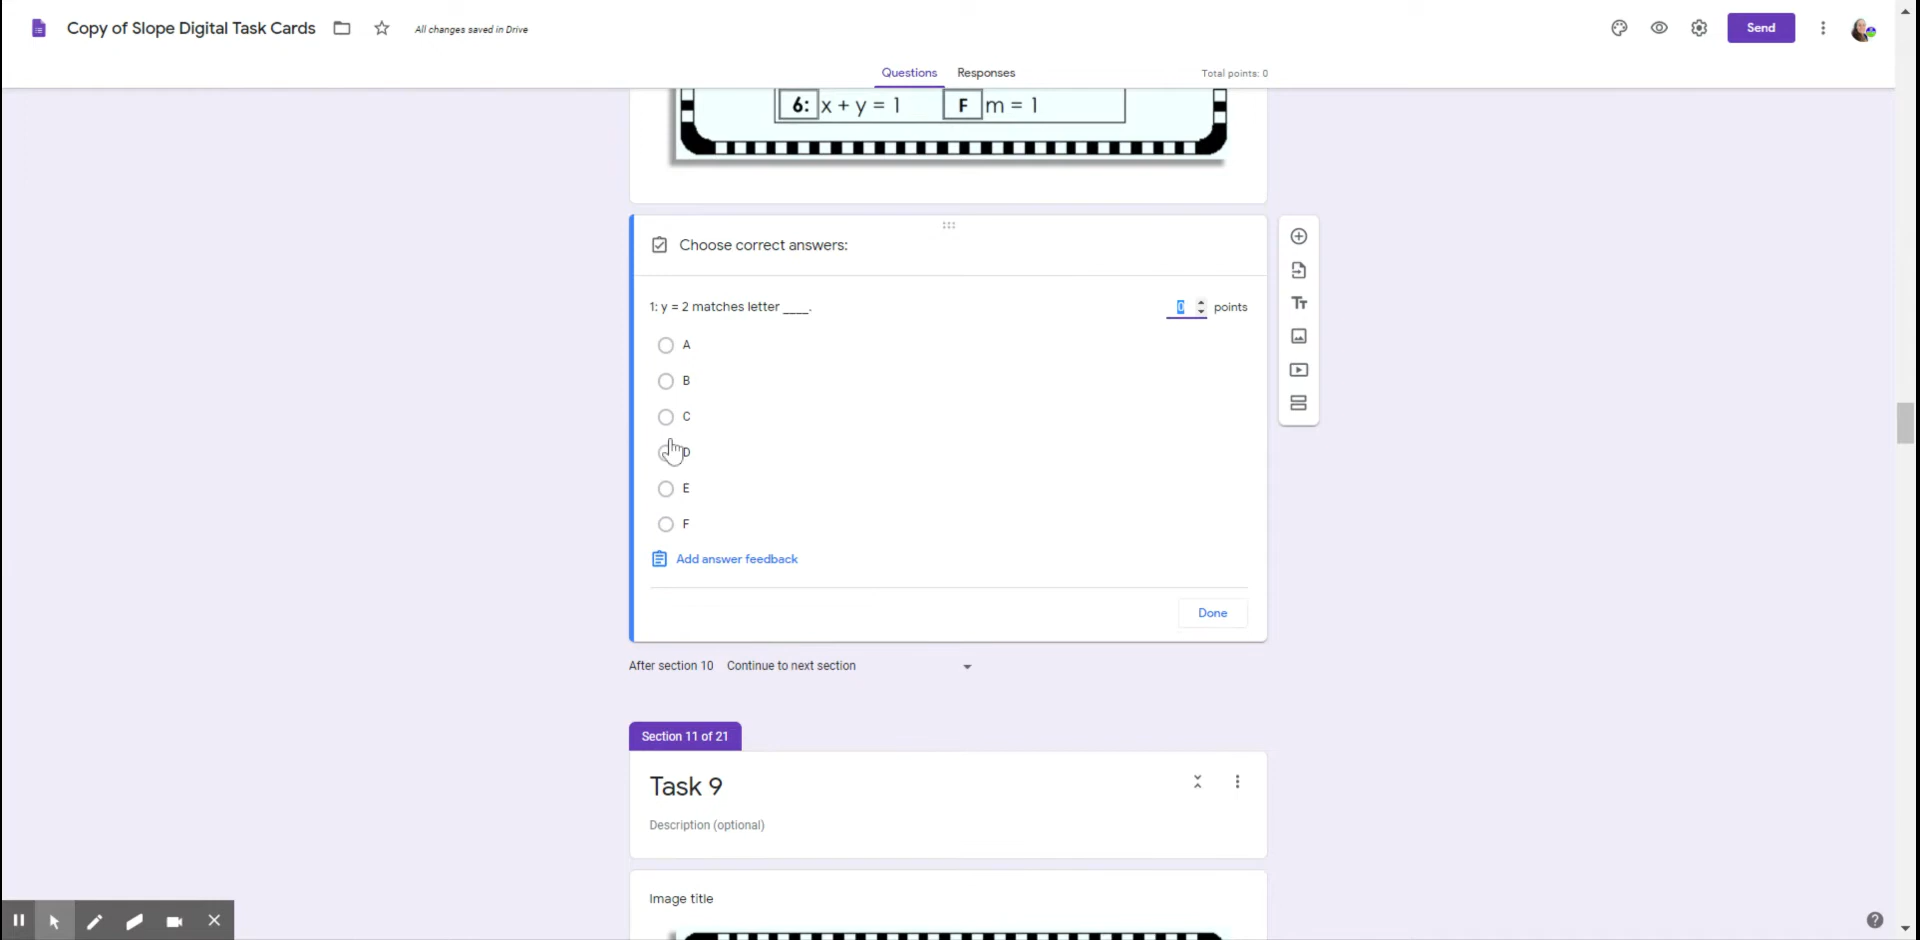 Copy of Slope Digital Task Cards
All changes saved in Drive
Send
Questions Responses
Total points: 0
6: x + y = 1 F m = 1
Choose correct answers:
1: y = 2 matches letter ____.
0 points
A
B
C
D
E
F
Add answer feedback
Done
After section 10 Continue to next section
Section 11 of 21
Task 9
Description (optional)
Image title